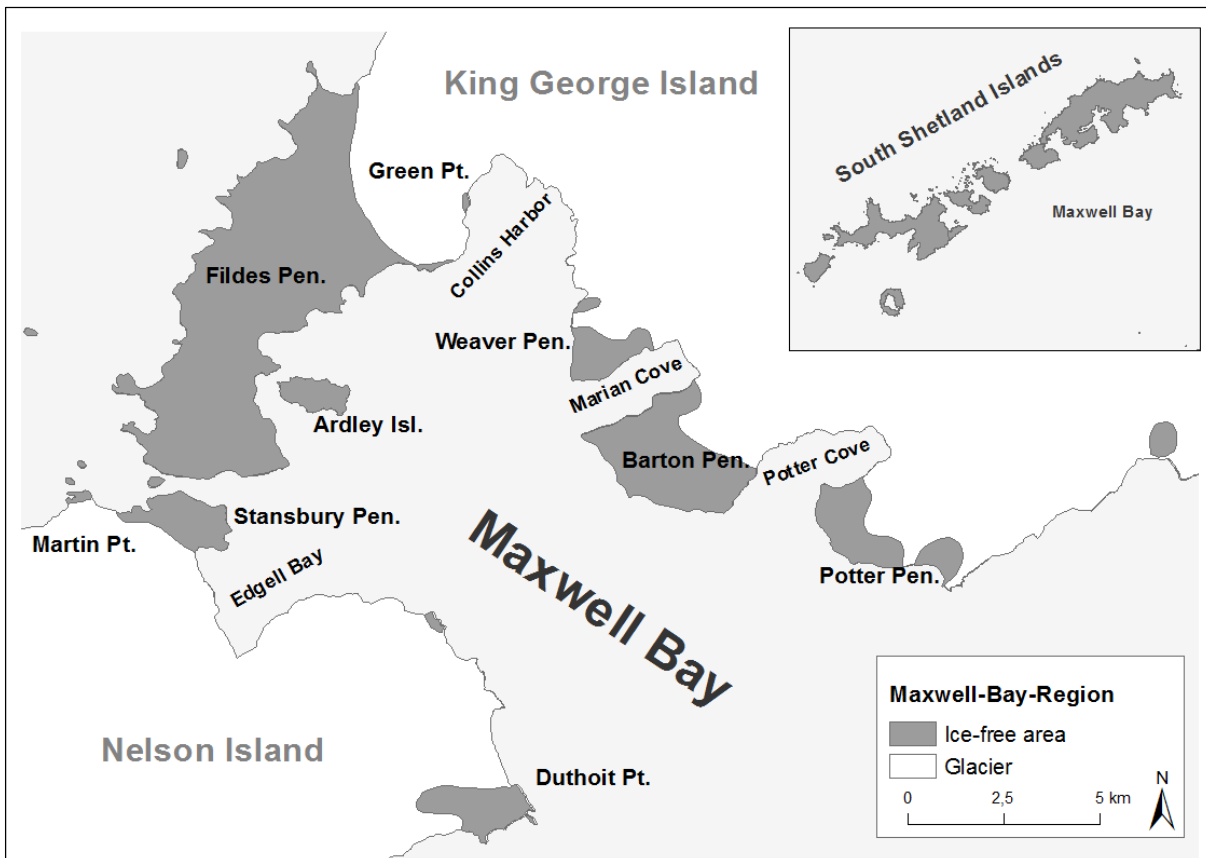 King George Island
South Shetland Islands
Maxwell Bay
Green Pt.
Collins Harbor
Fildes Pen.
Weaver Pen.
Marian Cove
Ardley Isl.
Barton Pen.
Potter Cove
Stansbury Pen.
Martin Pt.
Edgell Bay
Maxwell Bay
Potter Pen.
Nelson Island
Duthoit Pt.
Maxwell-Bay-Region
Ice-free area
Glacier
N
0 2,5 5 km